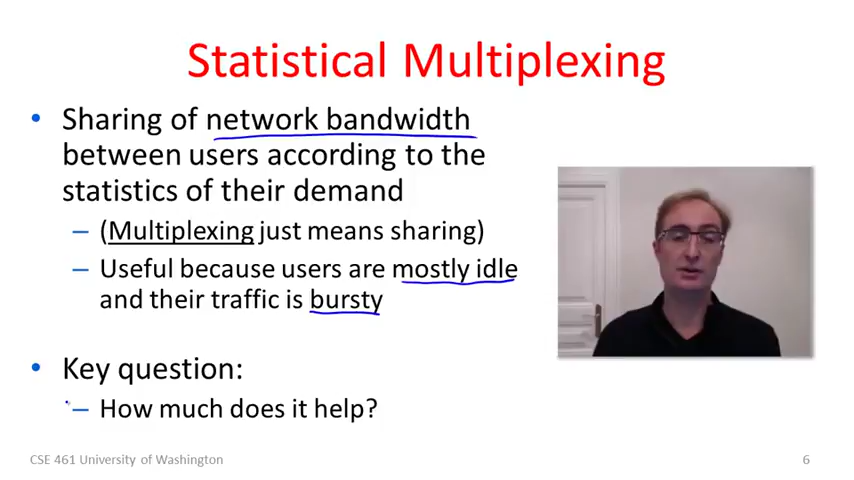 Statistical Multiplexing
• Sharing of network bandwidth
between users according to the
statistics of their demand
– (Multiplexing just means sharing)
– Useful because users are mostly idle
and their traffic is bursty
• Key question:
– How much does it help?
CSE 461 University of Washington 6